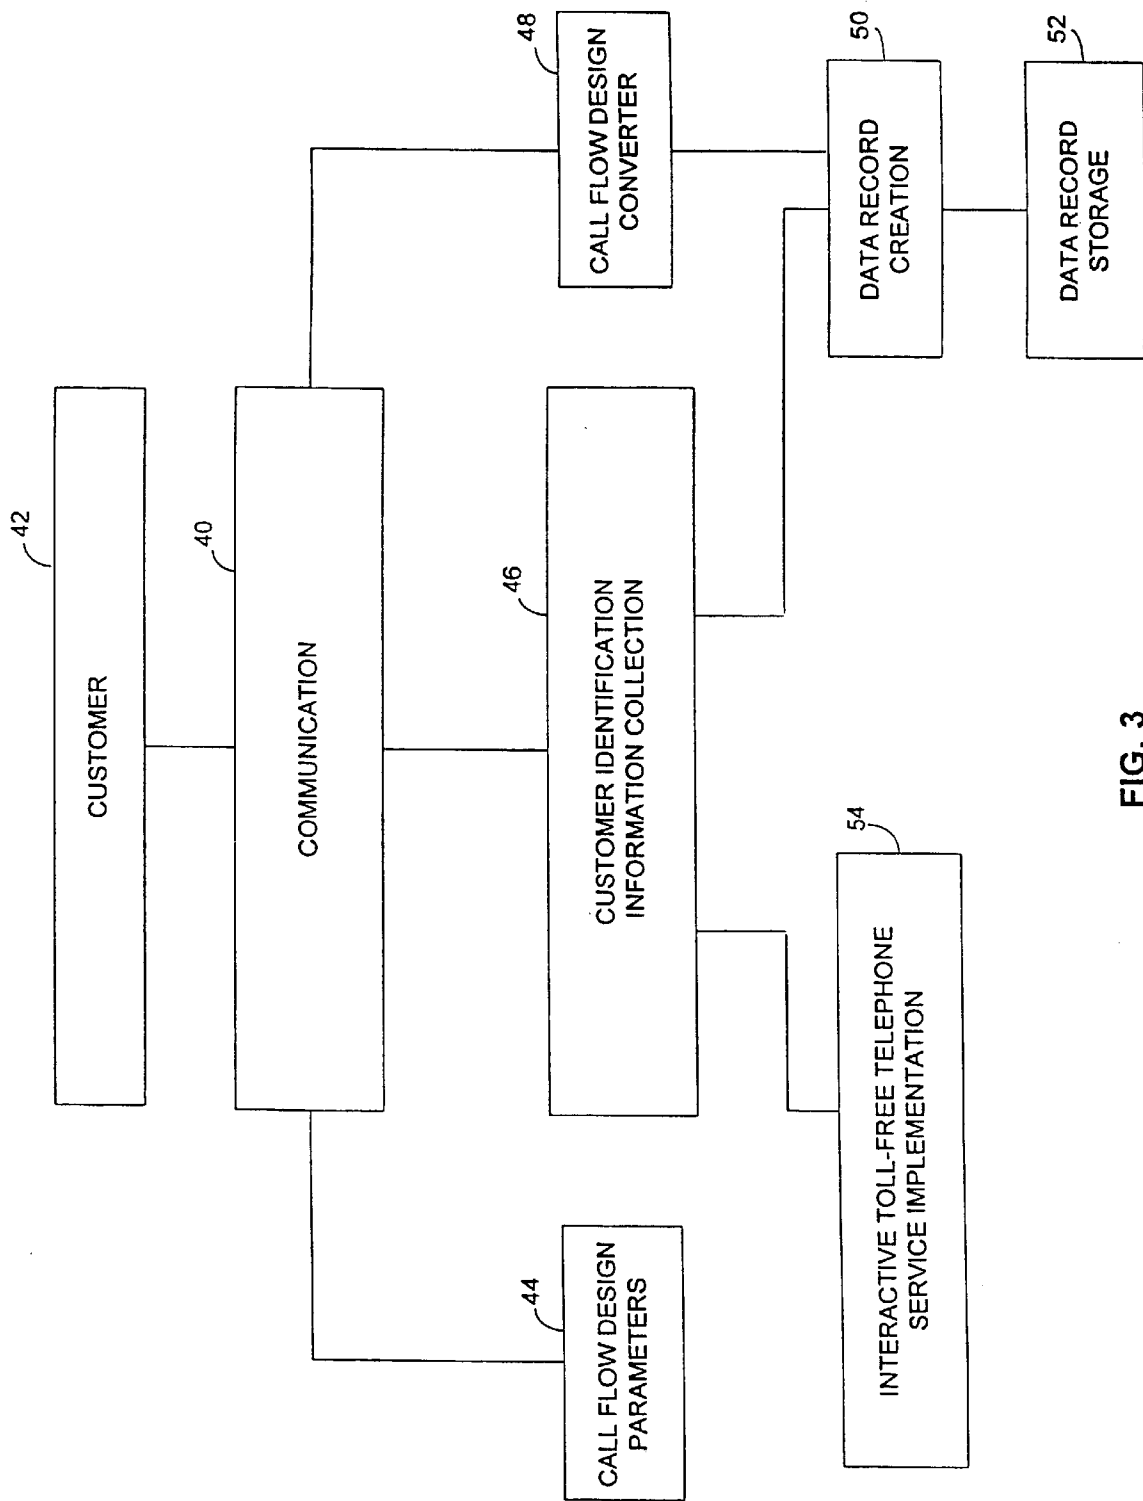 42
CUSTOMER
40
COMMUNICATION
44
CALL FLOW DESIGN
PARAMETERS
46
CUSTOMER IDENTIFICATION
INFORMATION COLLECTION
48
CALL FLOW DESIGN
CONVERTER
54
INTERACTIVE TOLL-FREE TELEPHONE
SERVICE IMPLEMENTATION
50
DATA RECORD
CREATION
52
DATA RECORD
STORAGE
FIG. 3